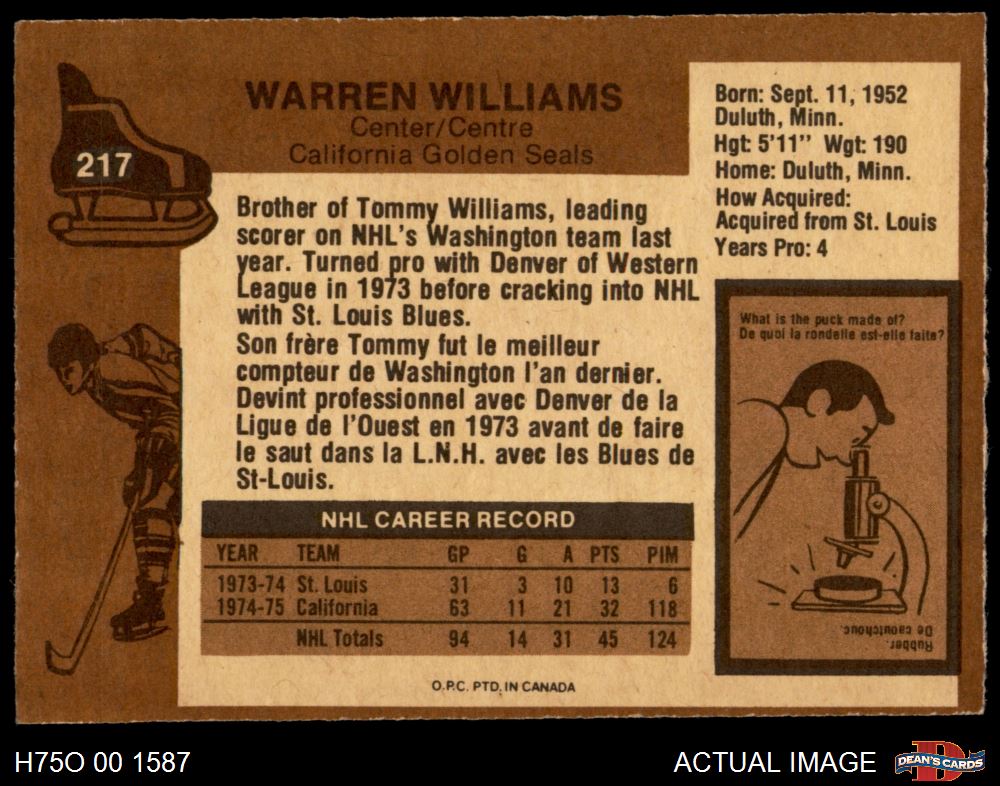 217
WARREN WILLIAMS
Center/Centre
California Golden Seals
Born: Sept. 11, 1952
Duluth, Minn.
Hgt: 5'11'' Wgt: 190
Home: Duluth, Minn.
How Acquired:
Acquired from St. Louis
Years Pro: 4
Brother of Tommy Williams, leading
scorer on NHL's Washington team last
year. Turned pro with Denver of Western
League in 1973 before cracking into NHL
with St. Louis Blues.
Son frère Tommy fut le meilleur
compteur de Washington l'an dernier.
Devint professionnel avec Denver de la
Ligue de l'Ouest en 1973 avant de faire
le saut dans la L.N.H. avec les Blues de
St-Louis.
What is the puck made of?
De quoi la rondelle est-elle faite?
Rubber.
De caoutchouc.
NHL CAREER RECORD
YEAR TEAM GP G A PTS PIM
1973-74 St. Louis 31 3 10 13 6
1974-75 California 63 11 21 32 118
NHL Totals 94 14 31 45 124
O.P.C. PTD. IN CANADA
H75O 00 1587
ACTUAL IMAGE
D
DEAN'S CARDS